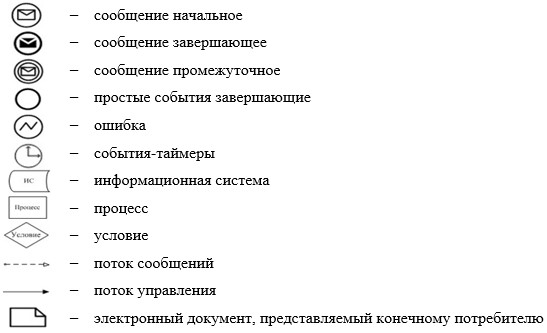 – сообщение начальное
– сообщение завершающее
– сообщение промежуточное
– простые события завершающие
– ошибка
– события-таймеры
ИС – информационная система
Процесс – процесс
Условие – условие
– поток сообщений
– поток управления
– электронный документ, представляемый конечному потребителю